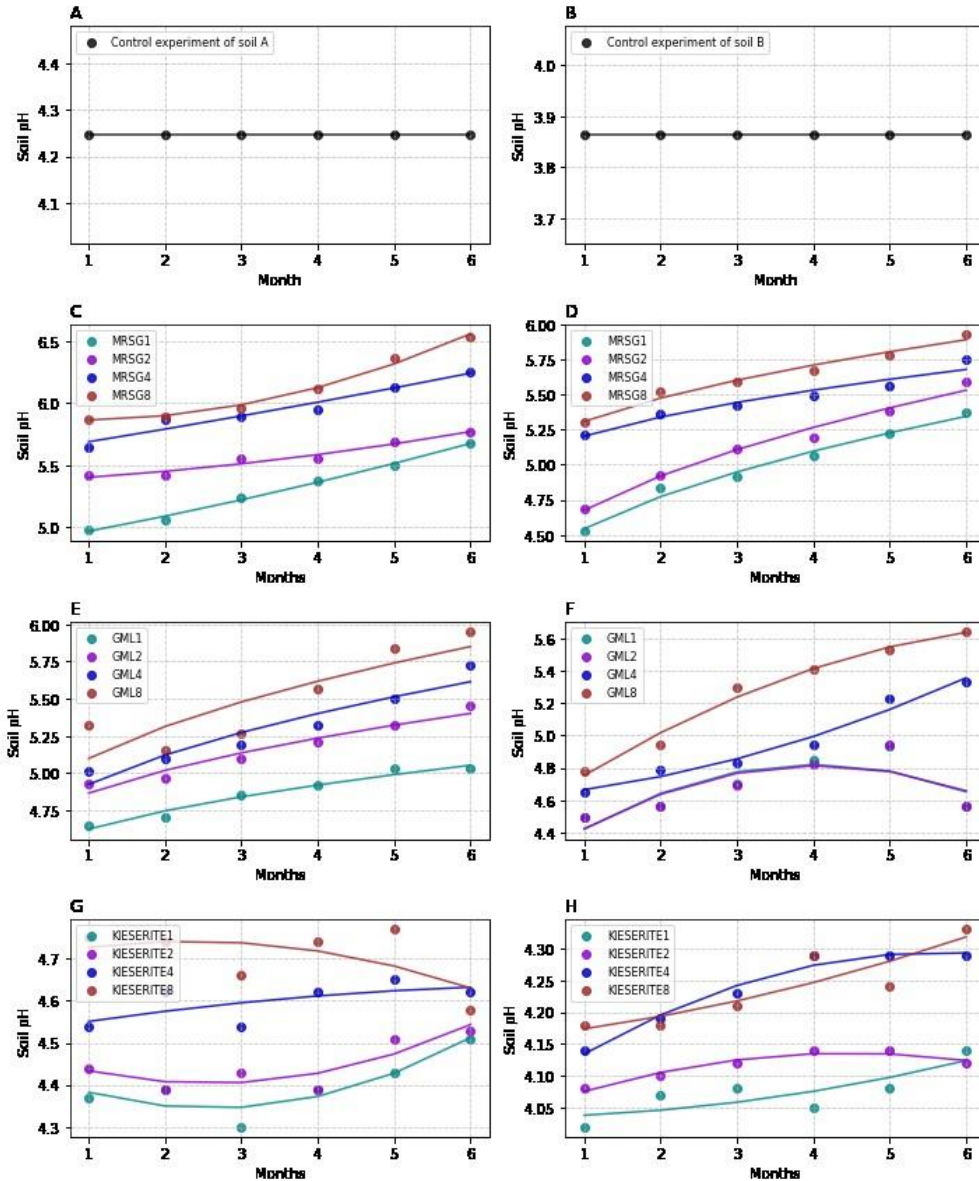 A
Control experiment of soil A
4.4
4.3
4.2
4.1
Soil pH
1 2 3 4 5 6
Month
B
Control experiment of soil B
4.0
3.9
3.8
3.7
Soil pH
1 2 3 4 5 6
Month
C
MRSG1
MRSG2
MRSG4
MRSG8
6.5
6.0
5.5
5.0
Soil pH
1 2 3 4 5 6
Months
D
MRSG1
MRSG2
MRSG4
MRSG8
6.00
5.75
5.50
5.25
5.00
4.75
4.50
Soil pH
1 2 3 4 5 6
Months
E
GML1
GML2
GML4
GML8
6.00
5.75
5.50
5.25
5.00
4.75
Soil pH
1 2 3 4 5 6
Months
F
GML1
GML2
GML4
GML8
5.6
5.4
5.2
5.0
4.8
4.6
4.4
Soil pH
1 2 3 4 5 6
Months
G
KIESERITE1
KIESERITE2
KIESERITE4
KIESERITE8
4.7
4.6
4.5
4.4
4.3
Soil pH
1 2 3 4 5 6
Months
H
KIESERITE1
KIESERITE2
KIESERITE4
KIESERITE8
4.30
4.25
4.20
4.15
4.10
4.05
Soil pH
1 2 3 4 5 6
Months